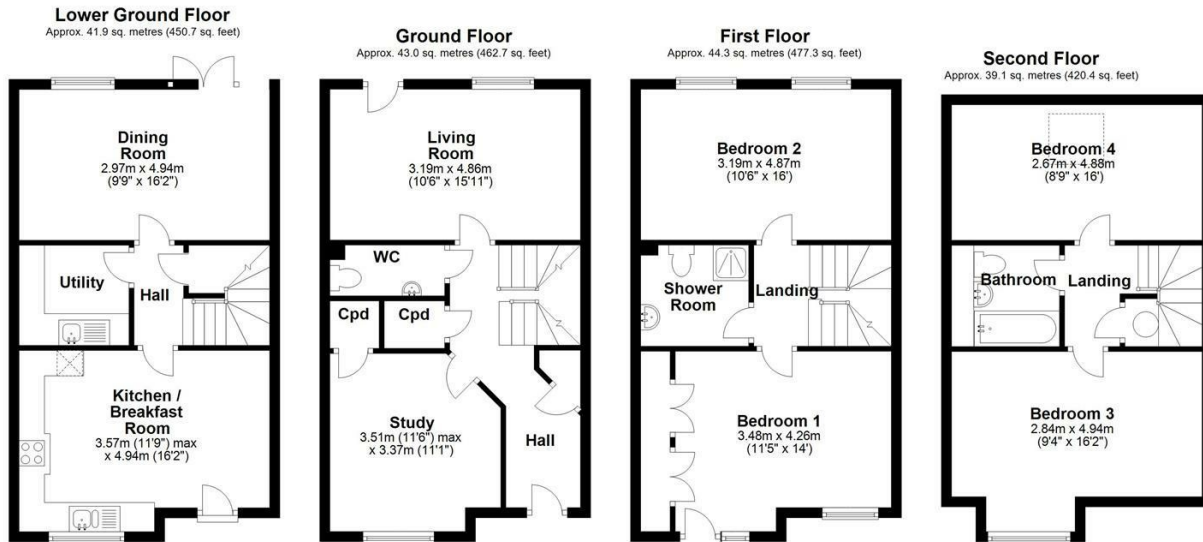 Lower Ground Floor
Approx. 41.9 sq. metres (450.7 sq. feet)
Dining
Room
2.97m x 4.94m
(9'9" x 16'2")
Utility
Hall
Kitchen /
Breakfast
Room
3.57m (11'9") max
x 4.94m (16'2")
Ground Floor
Approx. 43.0 sq. metres (462.7 sq. feet)
Living
Room
3.19m x 4.86m
(10'6" x 15'11")
WC
Cpd
Cpd
Study
3.51m (11'6") max
x 3.37m (11'1")
Hall
First Floor
Approx. 44.3 sq. metres (477.3 sq. feet)
Bedroom 2
3.19m x 4.87m
(10'6" x 16')
Shower
Room
Landing
Bedroom 1
3.48m x 4.26m
(11'5" x 14')
Second Floor
Approx. 39.1 sq. metres (420.4 sq. feet)
Bedroom 4
2.67m x 4.88m
(8'9" x 16')
Bathroom
Landing
Bedroom 3
2.84m x 4.94m
(9'4" x 16'2")